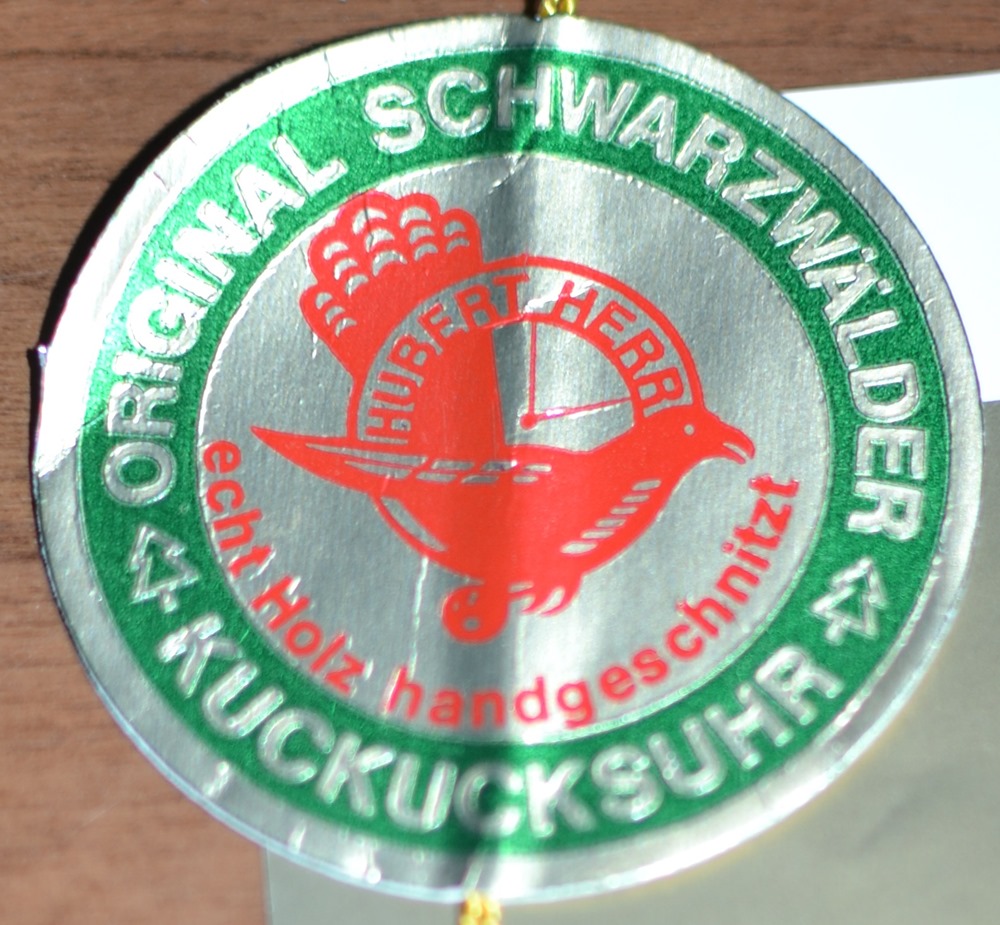 ORIGINAL SCHWARZWÄLDER
KUCKUCKSUHR
HUBERT HERR
echt Holz handgeschnitzt